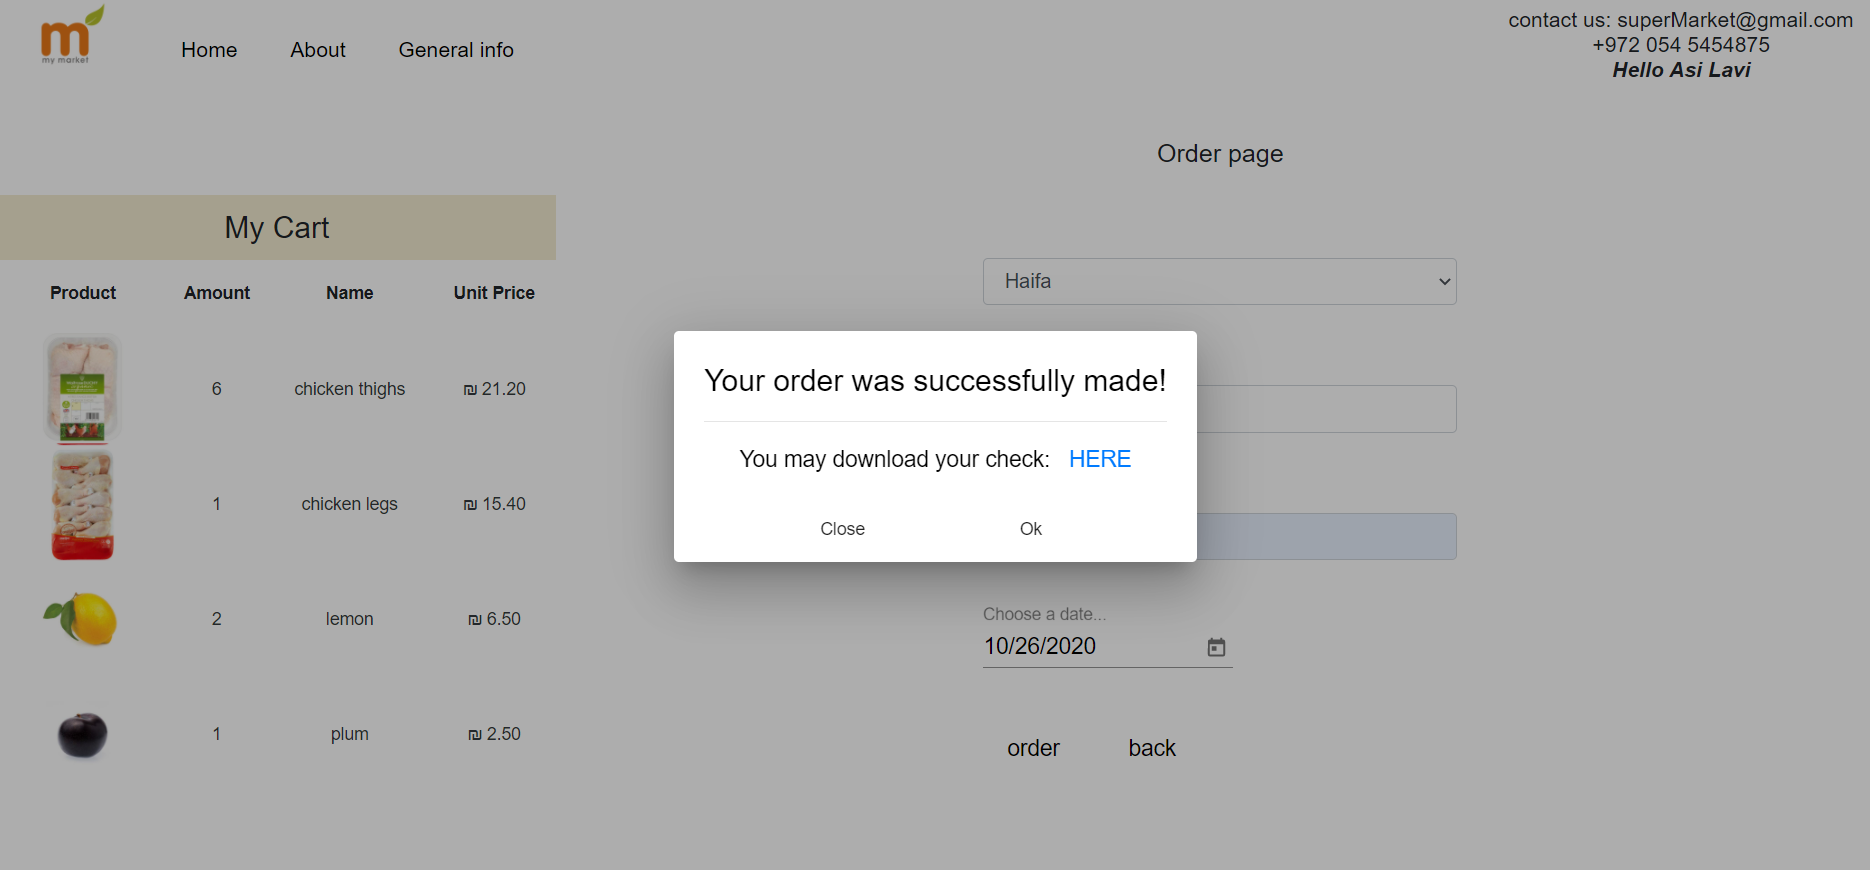 m
my market
Home
About
General info
contact us: superMarket@gmail.com
+972 054 5454875
Hello Asi Lavi
Order page
My Cart
Product Amount Name Unit Price
6 chicken thighs ₪ 21.20
1 chicken legs ₪ 15.40
2 lemon ₪ 6.50
1 plum ₪ 2.50
Haifa
Your order was successfully made!
You may download your check: HERE
Close
Ok
Choose a date...
10/26/2020
order
back